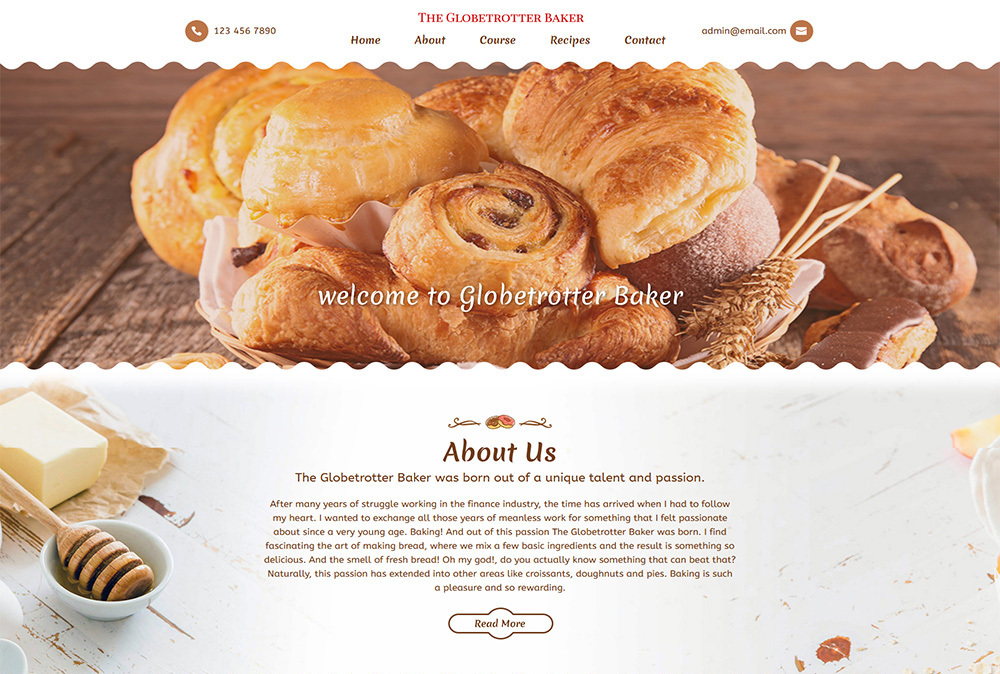 The Globetrotter Baker
123 456 7890
admin@email.com
Home About Course Recipes Contact
welcome to Globetrotter Baker
About Us
The Globetrotter Baker was born out of a unique talent and passion.
After many years of struggle working in the finance industry, the time has arrived when I had to follow
my heart. I wanted to exchange all those years of meanless work for something that I felt passionate
about since a very young age. Baking! And out of this passion The Globetrotter Baker was born. I find
fascinating the art of making bread, where we mix a few basic ingredients and the result is something so
delicious. And the smell of fresh bread! Oh my god!, do you actually know something that can beat that?
Naturally, this passion has extended into other areas like croissants, doughnuts and pies. Baking is such
a pleasure and so rewarding.
Read More